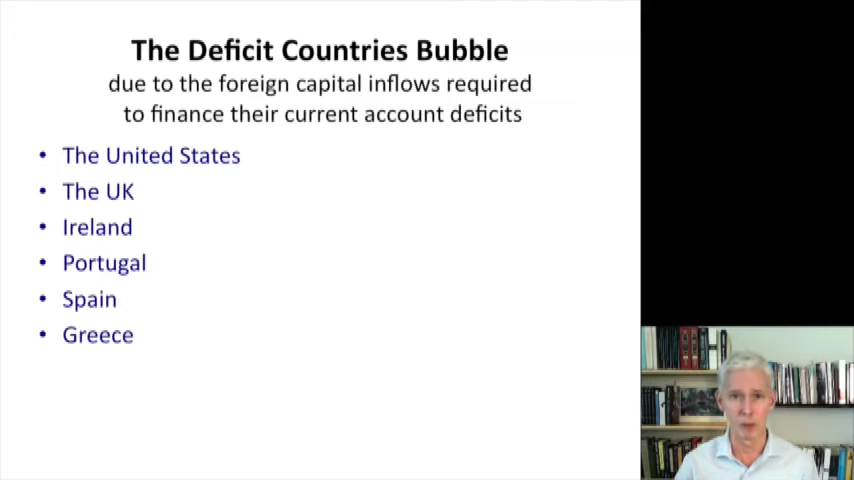 The Deficit Countries Bubble
due to the foreign capital inflows required
to finance their current account deficits
• The United States
• The UK
• Ireland
• Portugal
• Spain
• Greece